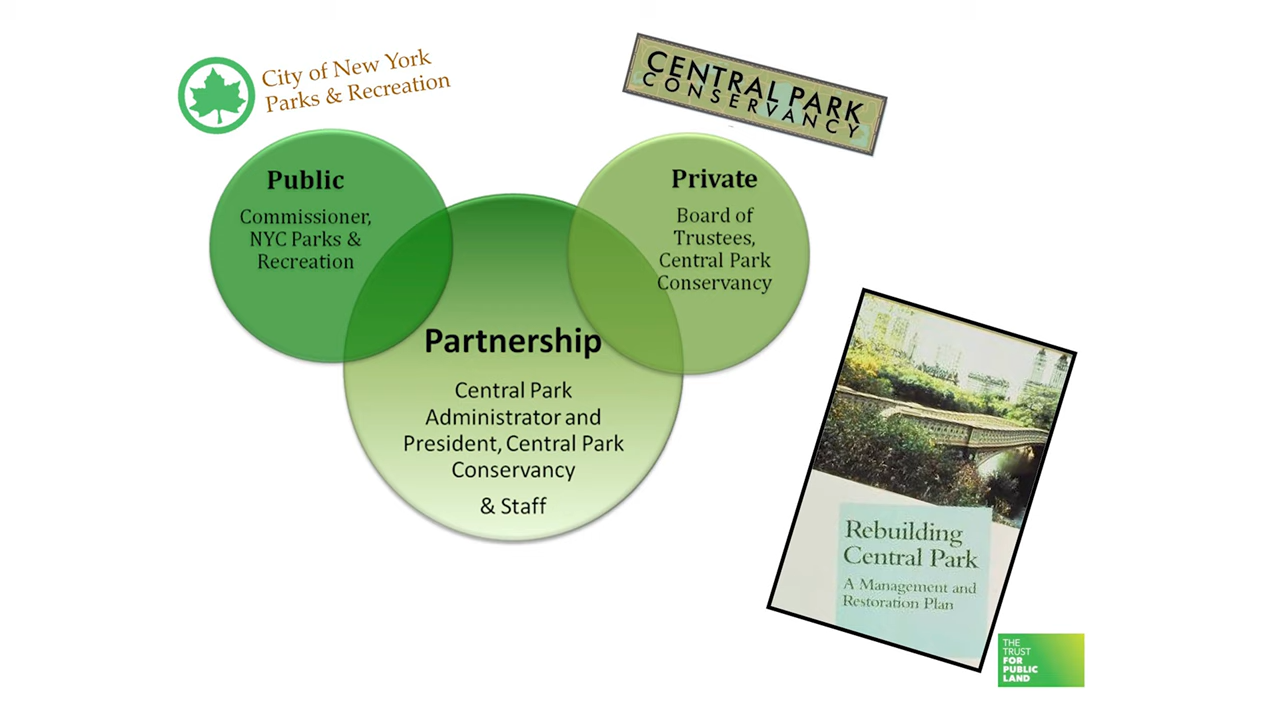 City of New York
Parks & Recreation
CENTRAL PARK
CONSERVANCY
Public
Commissioner,
NYC Parks &
Recreation
Private
Board of
Trustees,
Central Park
Conservancy
Partnership
Central Park
Administrator and
President, Central Park
Conservancy
& Staff
Rebuilding
Central Park
A Management and
Restoration Plan
THE
TRUST
FOR
PUBLIC
LAND